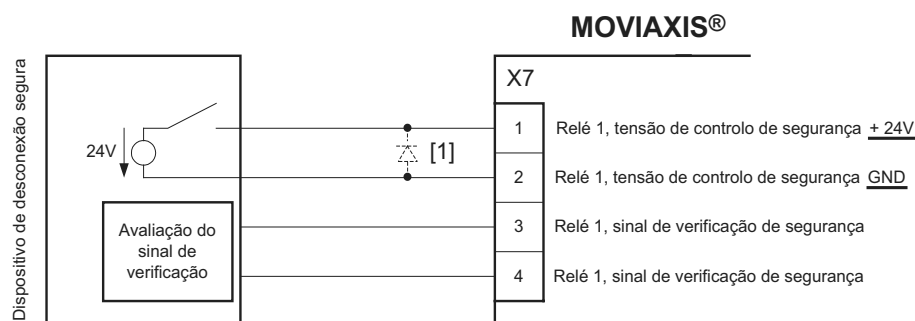 MOVIAXIS®
Dispositivo de desconexão segura
X7
24V
[1]
1 Relé 1, tensão de controlo de segurança + 24V
2 Relé 1, tensão de controlo de segurança GND
3 Relé 1, sinal de verificação de segurança
4 Relé 1, sinal de verificação de segurança
Avaliação do
sinal de
verificação